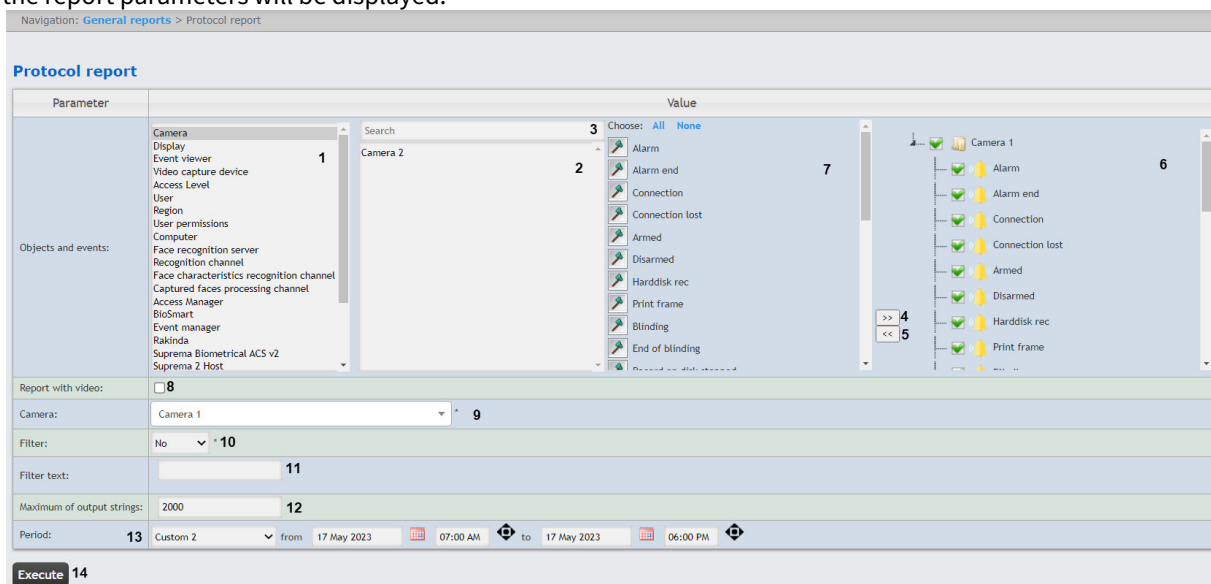 the report parameters will be displayed.
Navigation: General reports > Protocol report
Protocol report
Parameter
Value
Objects and events:
Camera
Display
Event viewer
Video capture device
Access Level
User
Region
User permissions
Computer
Face recognition server
Recognition channel
Face characteristics recognition channel
Captured faces processing channel
Access Manager
BioSmart
Event manager
Rakinda
Suprema Biometrical ACS v2
Suprema 2 Host
1
Search
3
Camera 2
2
Choose: All None
Alarm
Alarm end
Connection
Connection lost
Armed
Disarmed
Harddisk rec
Print frame
Blinding
End of blinding
Record on disk stopped
7
>> 4
<< 5
Camera 1
Alarm
Alarm end
Connection
Connection lost
Armed
Disarmed
Harddisk rec
Print frame
6
Report with video: 8
Camera: Camera 1 * 9
Filter: No * 10
Filter text: 11
Maximum of output strings: 2000 12
Period: 13 Custom 2 from 17 May 2023 07:00 AM to 17 May 2023 06:00 PM
Execute 14